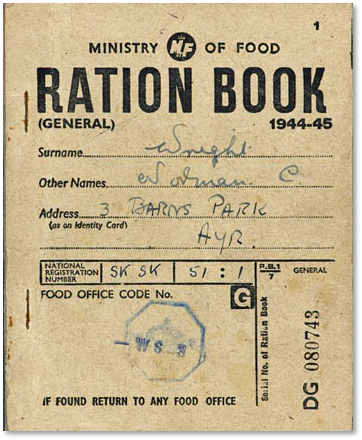 1
MINISTRY MF OF FOOD
RATION BOOK
(GENERAL) 1944-45
Surname Wright
Other Names Norman C.
Address 3 BARNS PARK
(as on Identity Card)
AYR.
NATIONAL REGISTRATION NUMBER SK SK 51 : 1 R.B.1 7 GENERAL
FOOD OFFICE CODE No. G
Serial No. of Ration Book
DG 080743
IF FOUND RETURN TO ANY FOOD OFFICE